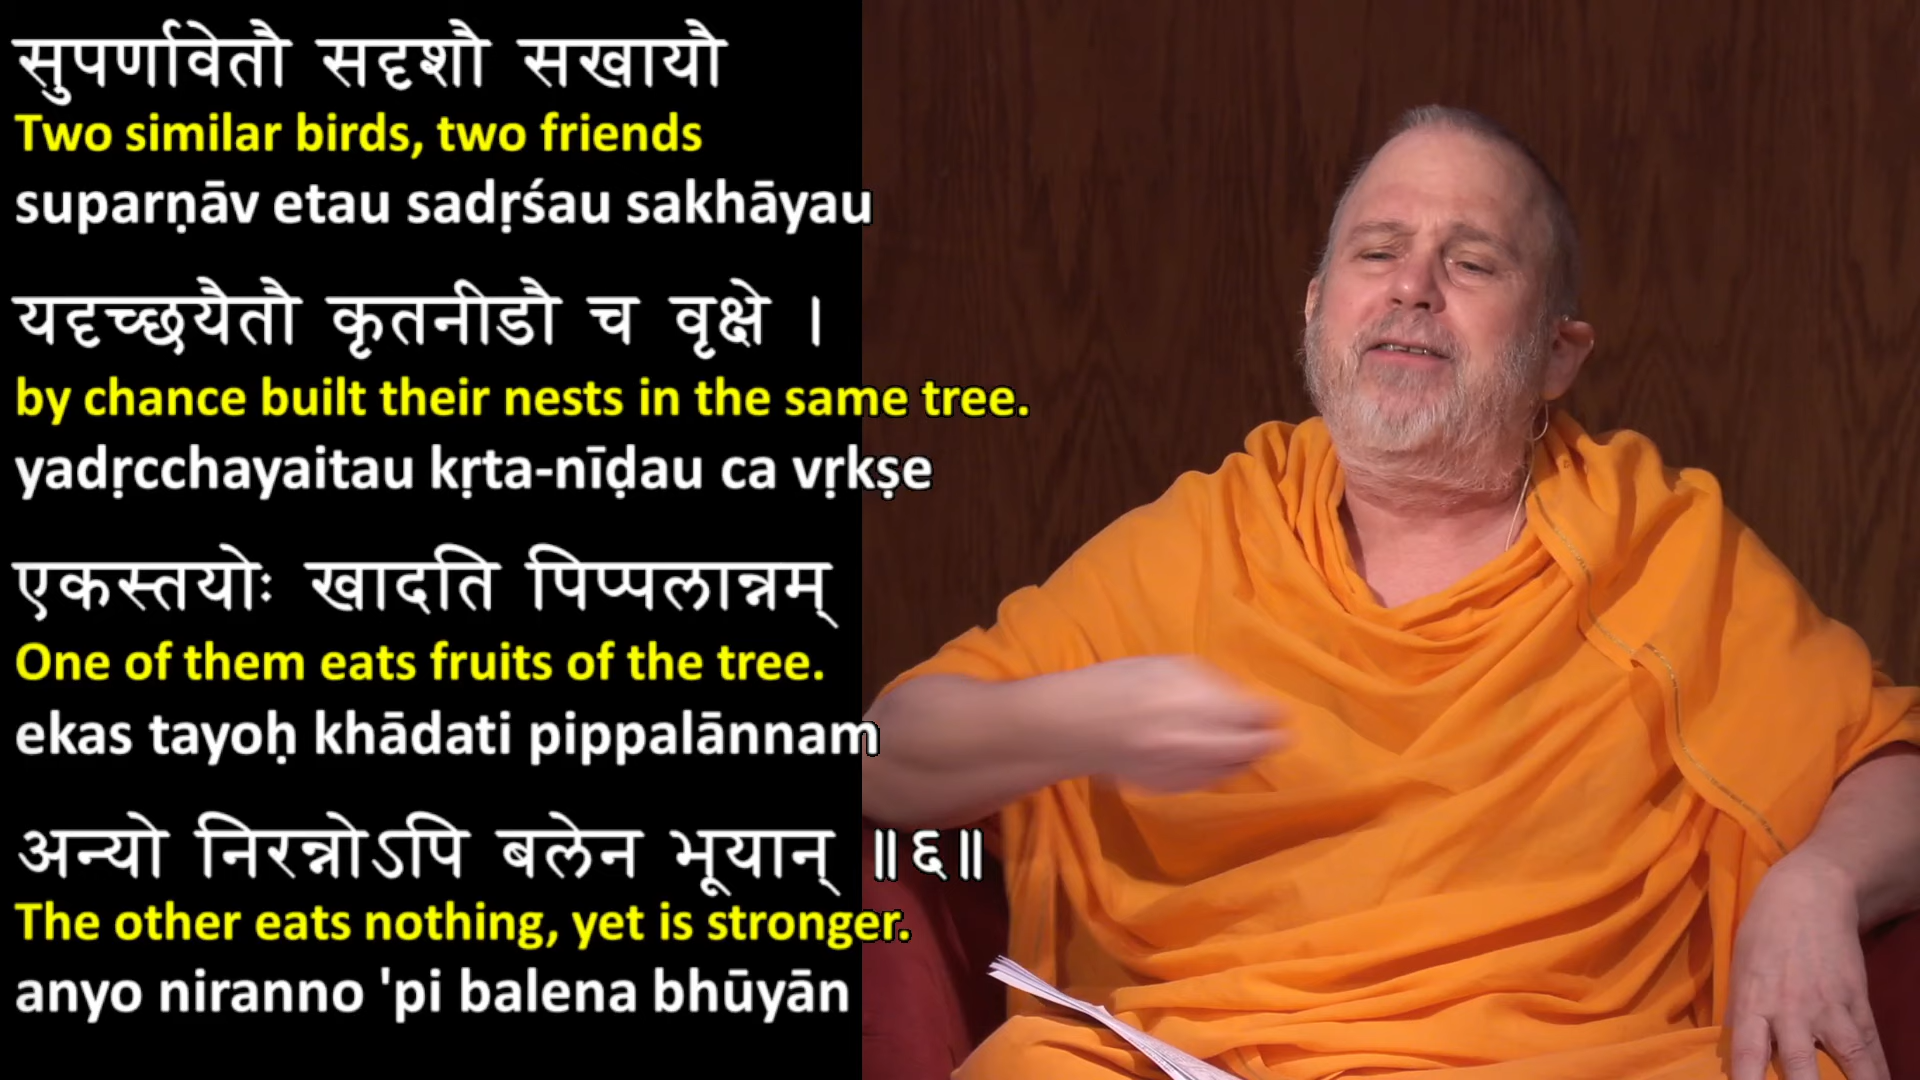 सुपर्णावेतौ सदृशौ सखायौ
Two similar birds, two friends
suparṇāv etau sadṛśau sakhāyau
यदृच्छयैतौ कृतनीडौ च वृक्षे ।
by chance built their nests in the same tree.
yadṛcchayaitau kṛta-nīḍau ca vṛkṣe
एकस्तयोः खादति पिप्पलान्नम्
One of them eats fruits of the tree.
ekas tayoḥ khādati pippalānnam
अन्यो निरन्नोऽपि बलेन भूयान् ॥६॥
The other eats nothing, yet is stronger.
anyo niranno 'pi balena bhūyān